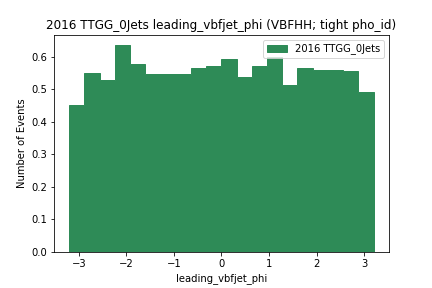 2016 TTGG_0Jets leading_vbfjet_phi (VBFHH; tight pho_id)
2016 TTGG_0Jets
0.6
0.5
0.4
0.3
0.2
0.1
0.0
Number of Events
−3 −2 −1 0 1 2 3
leading_vbfjet_phi